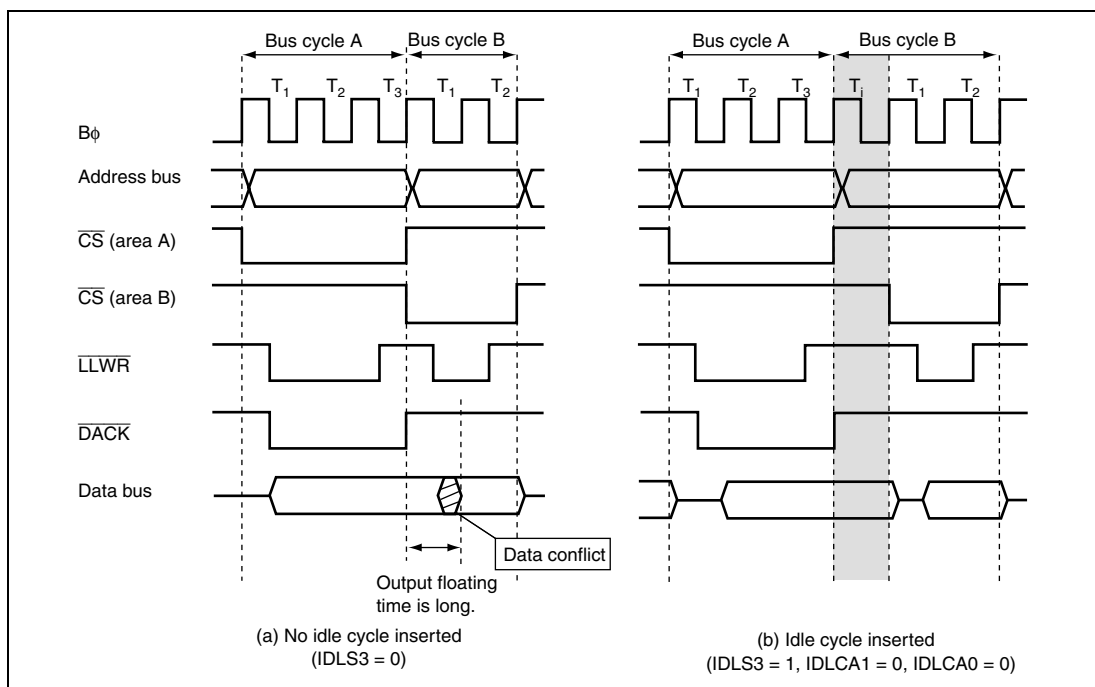 Bus cycle A Bus cycle B
T1 T2 T3 T1 T2
Bφ
Address bus
CS (area A)
CS (area B)
LLWR
DACK
Data bus
Data conflict
Output floating
time is long.
(a) No idle cycle inserted
(IDLS3 = 0)
Bus cycle A Bus cycle B
T1 T2 T3 Ti T1 T2
(b) Idle cycle inserted
(IDLS3 = 1, IDLCA1 = 0, IDLCA0 = 0)